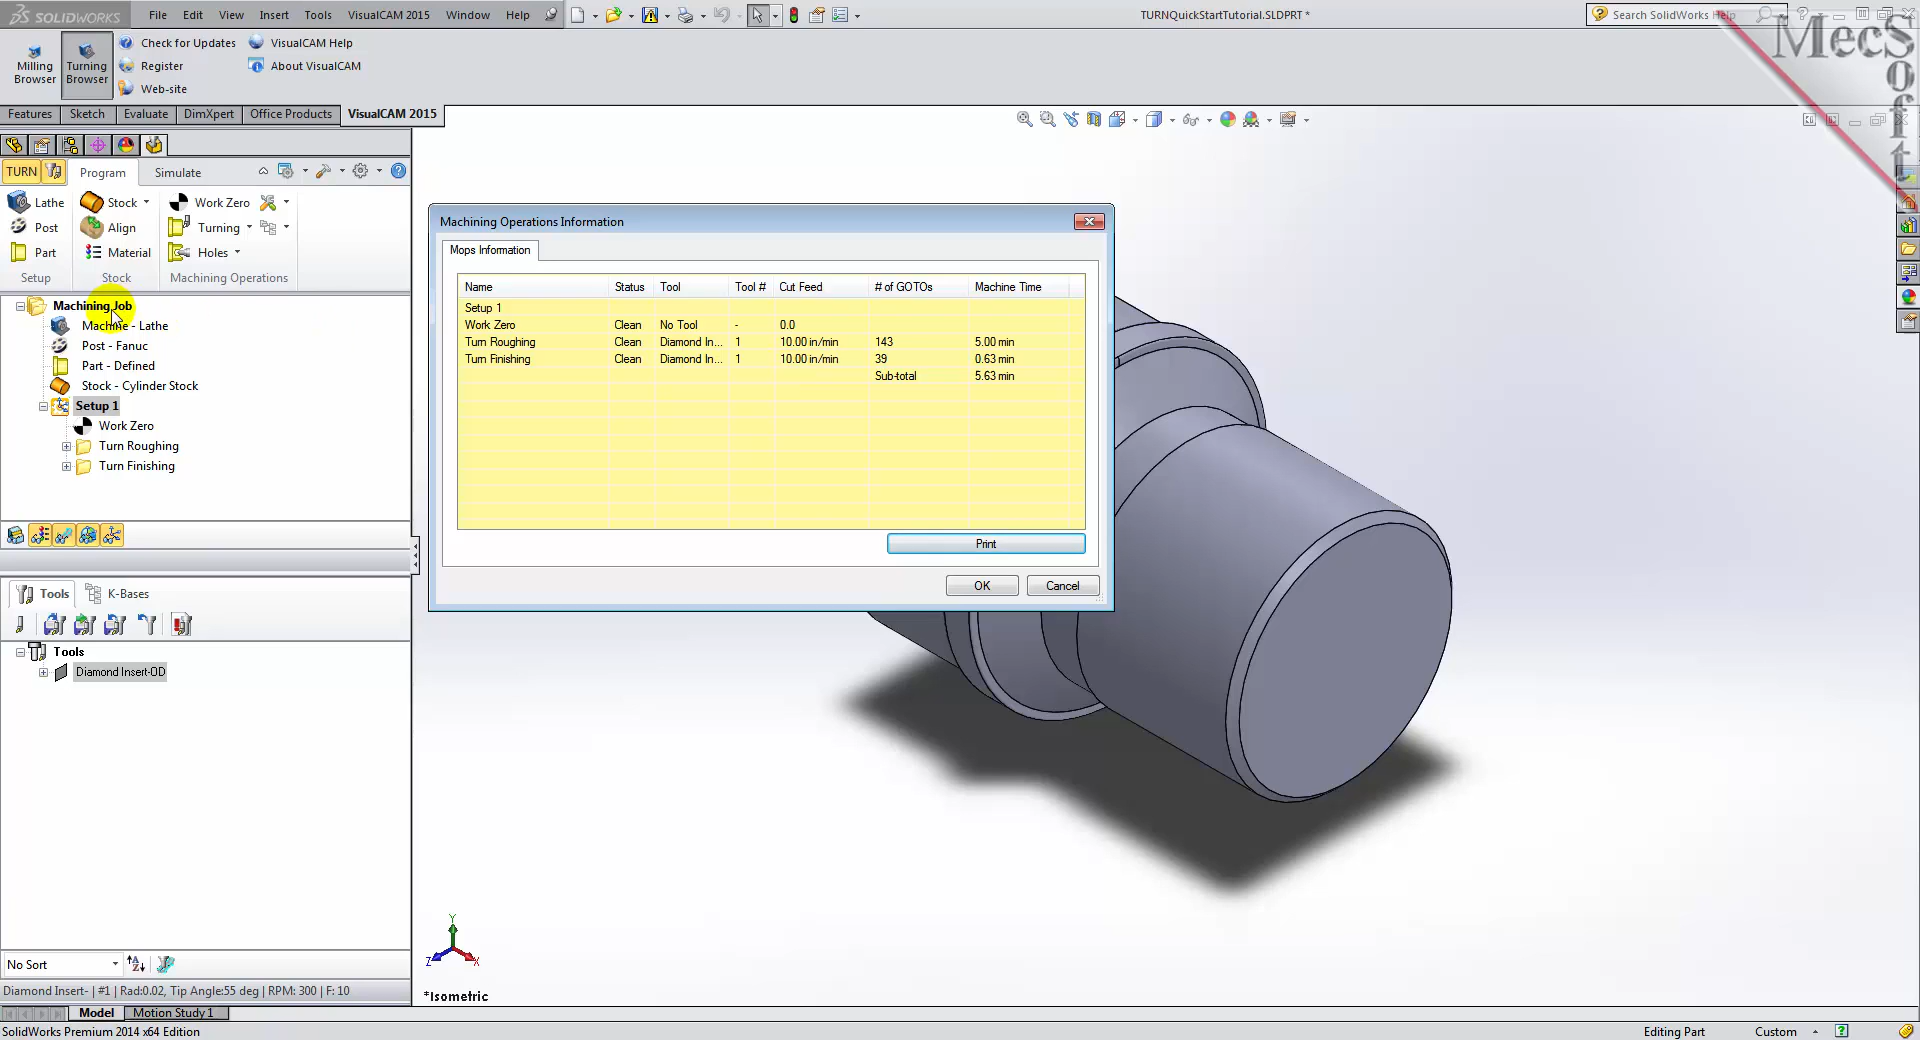 SOLIDWORKS File Edit View Insert Tools VisualCAM 2015 Window Help TURNQuickStartTutorial.SLDPRT * Search SolidWorks Help
MecSoft
Milling Browser
Turning Browser
Check for Updates
Register
Web-site
VisualCAM Help
About VisualCAM
Features Sketch Evaluate DimXpert Office Products VisualCAM 2015
TURN Program Simulate
Lathe Stock Work Zero
Post Align Turning
Part Material Holes
Setup Stock Machining Operations
Machining Job
Machine - Lathe
Post - Fanuc
Part - Defined
Stock - Cylinder Stock
Setup 1
Work Zero
Turn Roughing
Turn Finishing
Machining Operations Information
Mops Information
Name Status Tool Tool # Cut Feed # of GOTOs Machine Time
Setup 1
Work Zero Clean No Tool - 0.0
Turn Roughing Clean Diamond In... 1 10.00 in/min 143 5.00 min
Turn Finishing Clean Diamond In... 1 10.00 in/min 39 0.63 min
Sub-total 5.63 min
Print
OK Cancel
Tools K-Bases
Tools
Diamond Insert-OD
No Sort
Diamond Insert- | #1 | Rad:0.02, Tip Angle:55 deg | RPM: 300 | F: 10
Y
Z X
*Isometric
Model Motion Study 1
SolidWorks Premium 2014 x64 Edition Editing Part Custom